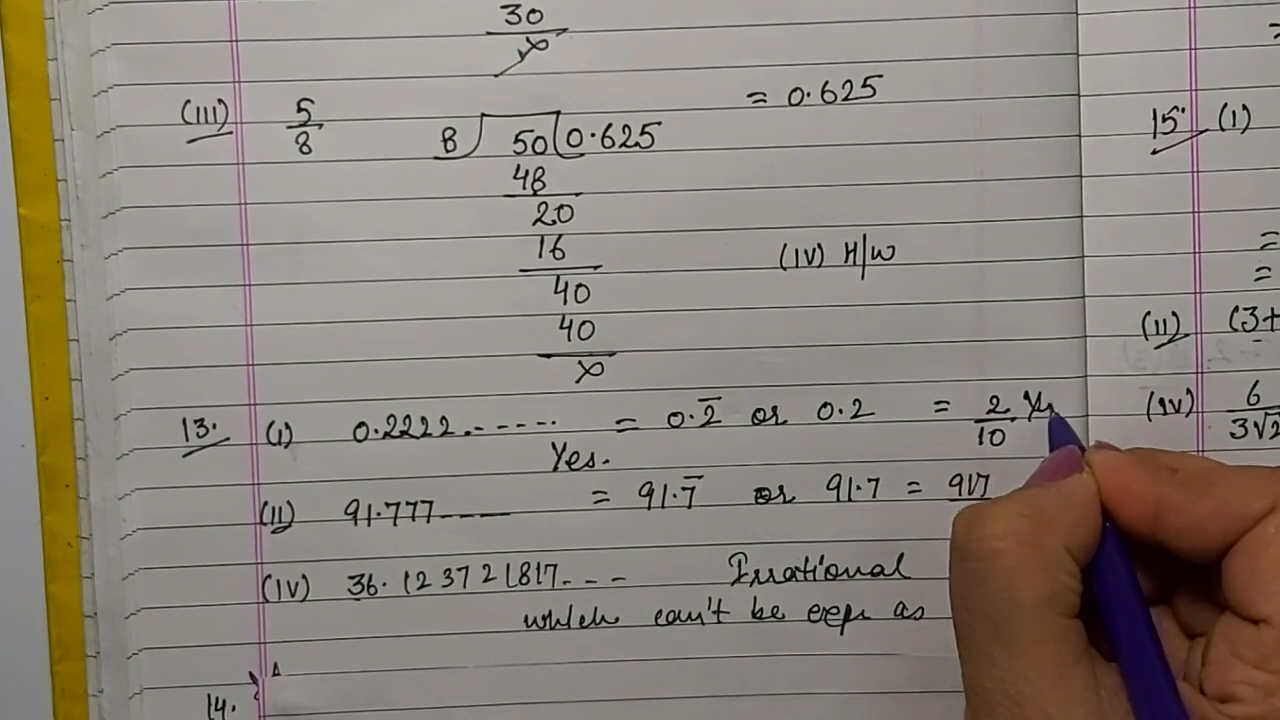 30
(III) 5/8 = 0.625
8 50 0.625
48
20
16
40
40
(IV) H/W
13. (I) 0.2222...... = 0.2̅ or 0.2 = 2/10
Yes.
(II) 91.777---- = 91.7̅ or 91.7 = 917
(IV) 36.123721817--- Irrational
which can't be exp as
14.
15. (I)
=
=
(II) (3+
(IV) 6/3√2